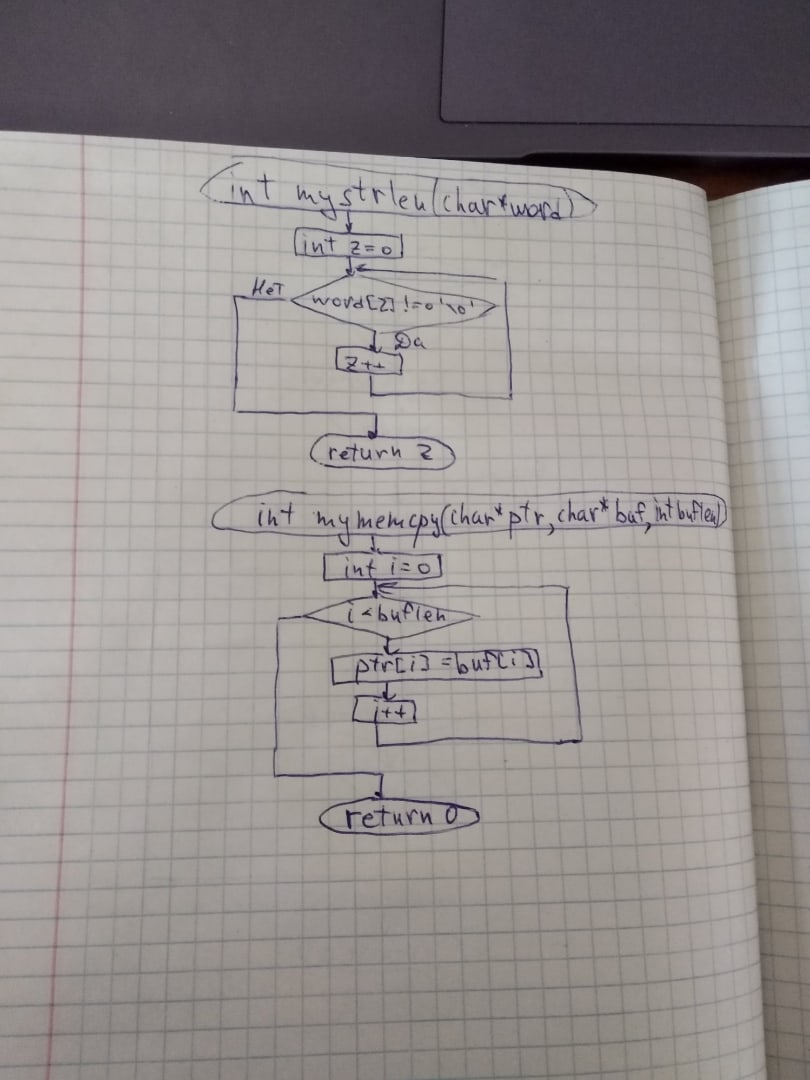 int mystrlen(char*word)
int z=0
Нет
word[z]!=0'\0'
Да
z++
return z
int mymemcpy(char*ptr,char*buf,int buflen)
int i=0
i<buflen
ptr[i]=buf[i]
i++
return 0